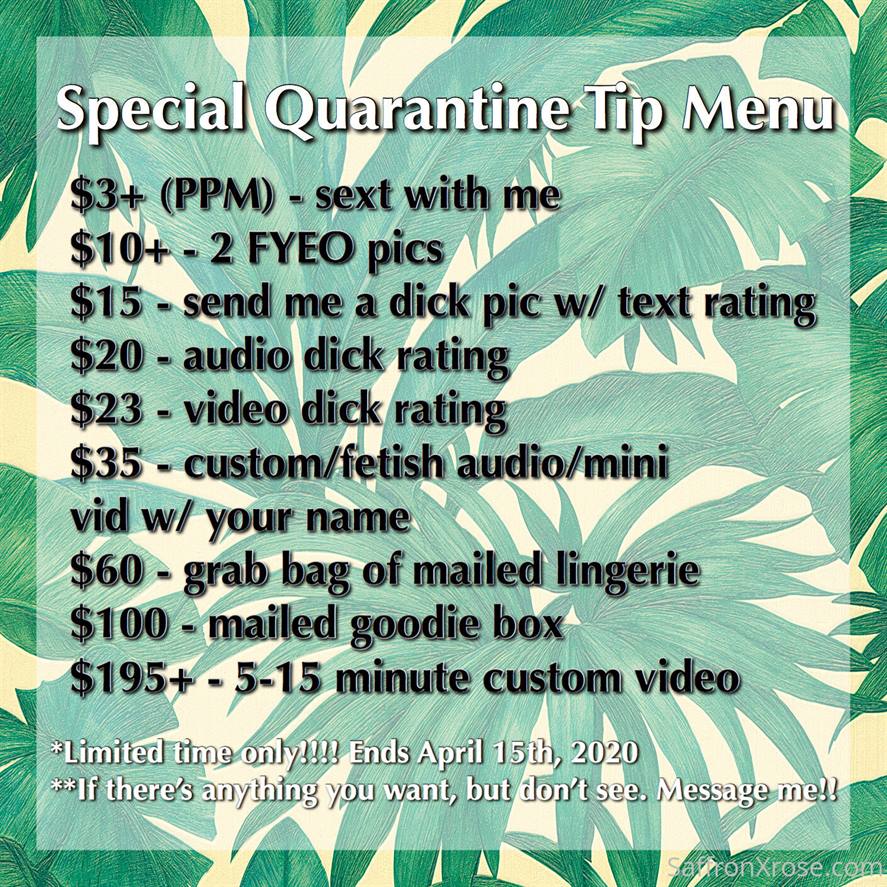 Special Quarantine Tip Menu
$3+ (PPM) - sext with me
$10+ - 2 FYEO pics
$15 - send me a dick pic w/ text rating
$20 - audio dick rating
$23 - video dick rating
$35 - custom/fetish audio/mini
vid w/ your name
$60 - grab bag of mailed lingerie
$100 - mailed goodie box
$195+ - 5-15 minute custom video
*Limited time only!!!! Ends April 15th, 2020
**If there's anything you want, but don't see. Message me!!
SaffronXrose.com